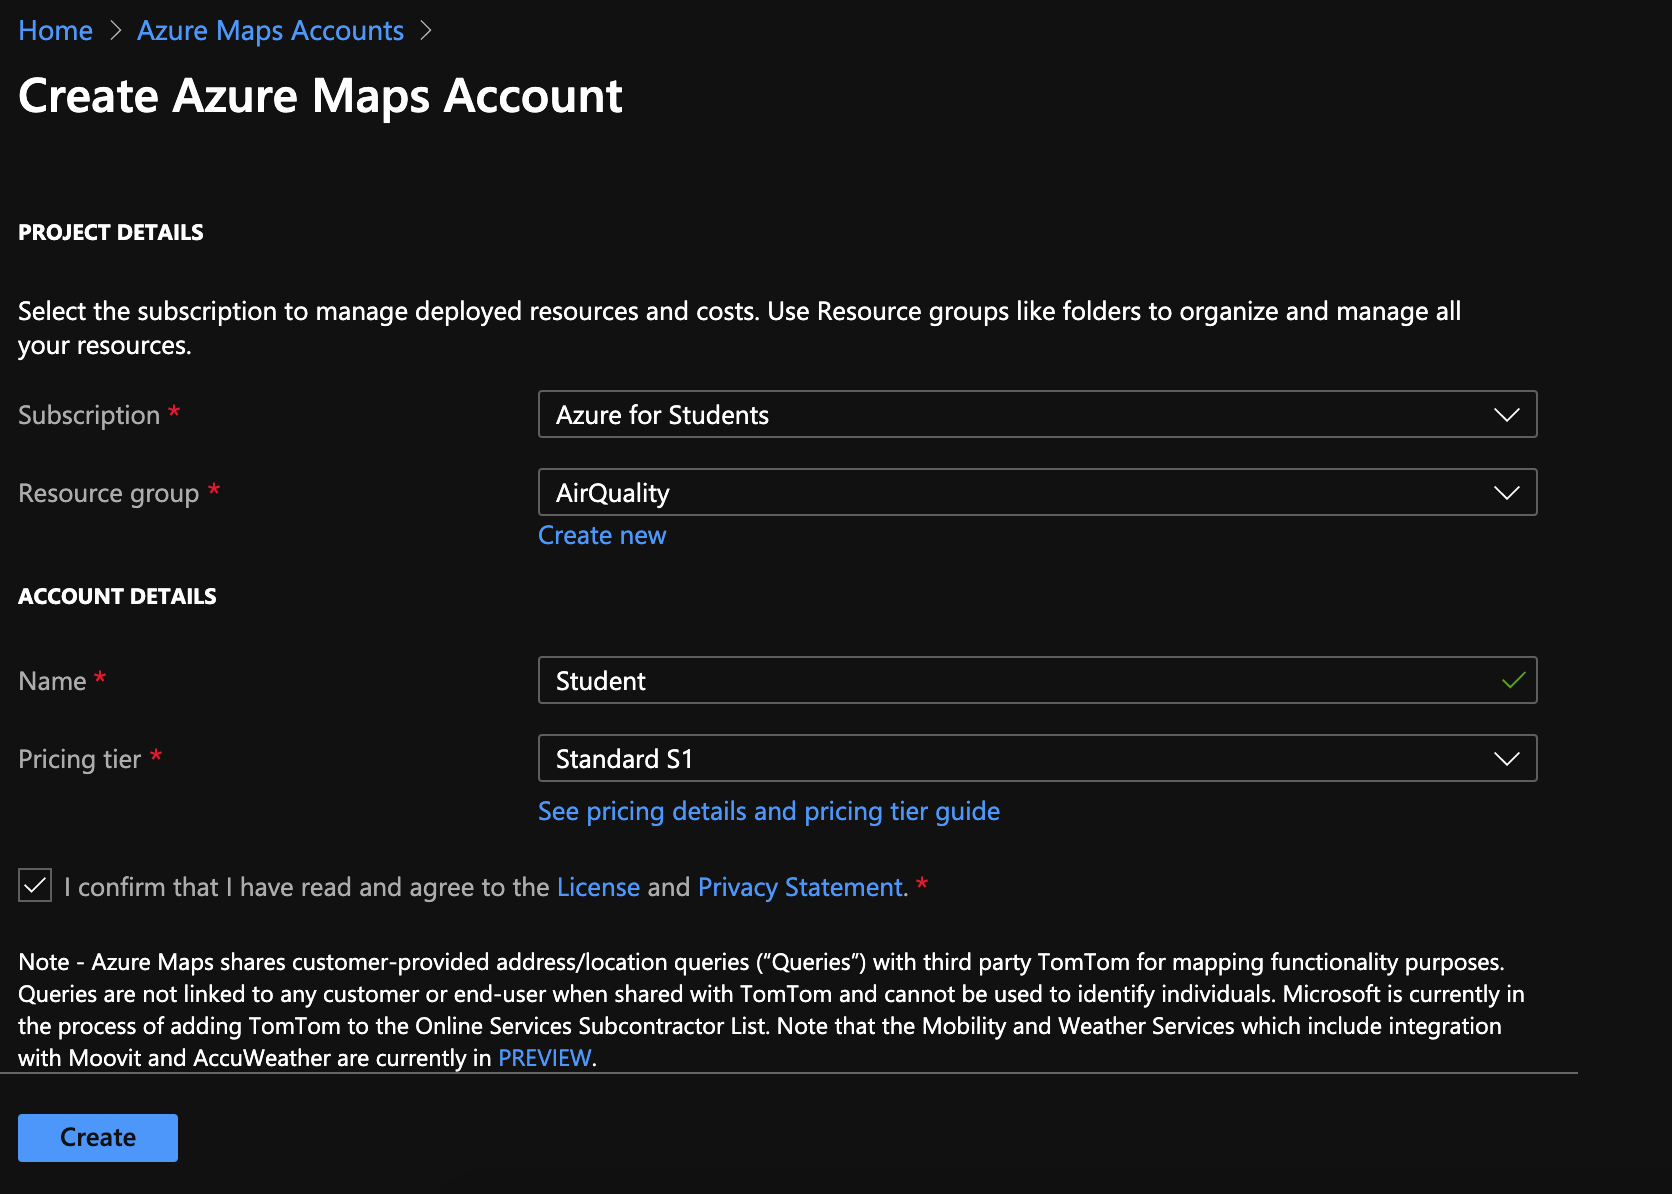 Home > Azure Maps Accounts >
Create Azure Maps Account
PROJECT DETAILS
Select the subscription to manage deployed resources and costs. Use Resource groups like folders to organize and manage all
your resources.
Subscription * Azure for Students
Resource group * AirQuality
Create new
ACCOUNT DETAILS
Name * Student
Pricing tier * Standard S1
See pricing details and pricing tier guide
I confirm that I have read and agree to the License and Privacy Statement. *
Note - Azure Maps shares customer-provided address/location queries (“Queries”) with third party TomTom for mapping functionality purposes.
Queries are not linked to any customer or end-user when shared with TomTom and cannot be used to identify individuals. Microsoft is currently in
the process of adding TomTom to the Online Services Subcontractor List. Note that the Mobility and Weather Services which include integration
with Moovit and AccuWeather are currently in PREVIEW.
Create